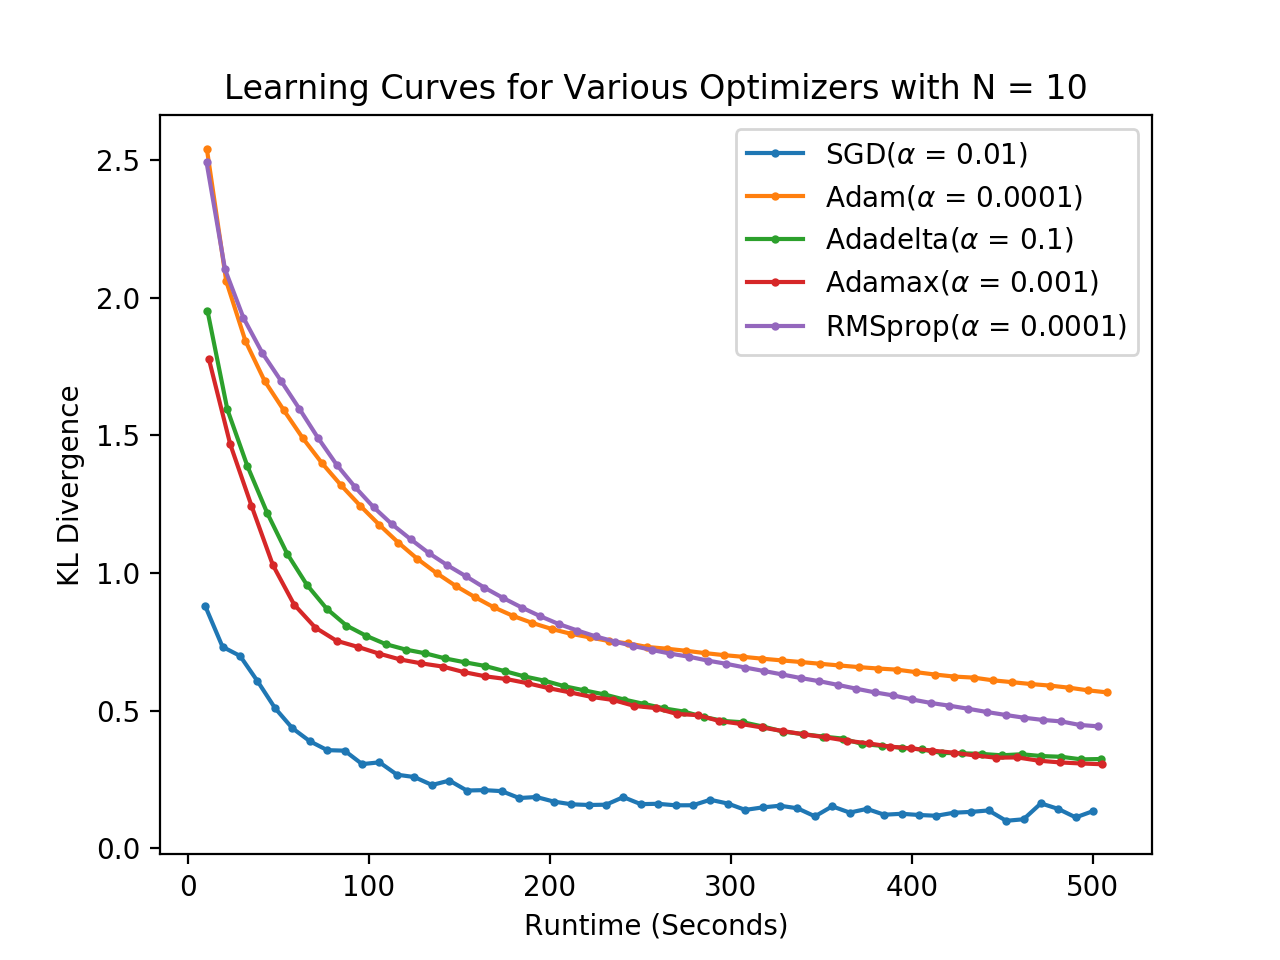 Learning Curves for Various Optimizers with N = 10
SGD(α = 0.01)
Adam(α = 0.0001)
Adadelta(α = 0.1)
Adamax(α = 0.001)
RMSprop(α = 0.0001)
KL Divergence
2.5
2.0
1.5
1.0
0.5
0.0
0 100 200 300 400 500
Runtime (Seconds)